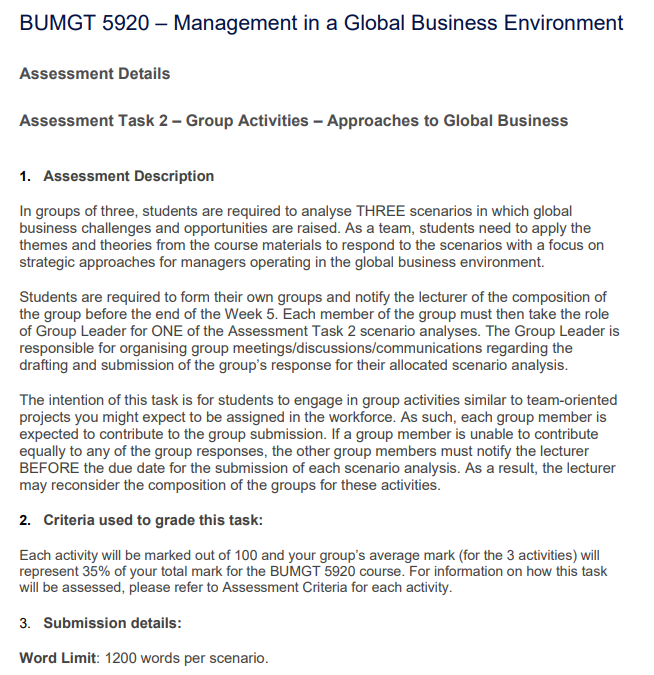 BUMGT 5920 – Management in a Global Business Environment
Assessment Details
Assessment Task 2 – Group Activities – Approaches to Global Business
1. Assessment Description
In groups of three, students are required to analyse THREE scenarios in which global
business challenges and opportunities are raised. As a team, students need to apply the
themes and theories from the course materials to respond to the scenarios with a focus on
strategic approaches for managers operating in the global business environment.
Students are required to form their own groups and notify the lecturer of the composition of
the group before the end of the Week 5. Each member of the group must then take the role
of Group Leader for ONE of the Assessment Task 2 scenario analyses. The Group Leader is
responsible for organising group meetings/discussions/communications regarding the
drafting and submission of the group's response for their allocated scenario analysis.
The intention of this task is for students to engage in group activities similar to team-oriented
projects you might expect to be assigned in the workforce. As such, each group member is
expected to contribute to the group submission. If a group member is unable to contribute
equally to any of the group responses, the other group members must notify the lecturer
BEFORE the due date for the submission of each scenario analysis. As a result, the lecturer
may reconsider the composition of the groups for these activities.
2. Criteria used to grade this task:
Each activity will be marked out of 100 and your group's average mark (for the 3 activities) will
represent 35% of your total mark for the BUMGT 5920 course. For information on how this task
will be assessed, please refer to Assessment Criteria for each activity.
3. Submission details:
Word Limit: 1200 words per scenario.